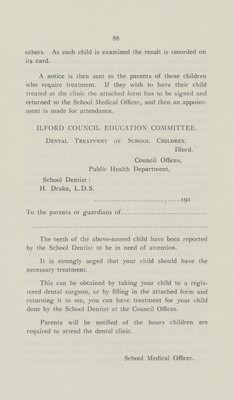 88
others. As each child is examined the result is recorded on
its card.
A notice is then sent to the parents of those children
who require treatment. If they wish to have their child
treated at the clinic the attached form has to be signed and
returned to the School Medical Officer, and then an appoint-
ment is made for attendance.
ILFORD COUNCIL EDUCATION COMMITTEE.
Dental Treatment of School Children.
Ilford.
Council Offices,
Public Health Department,
School Dentist:
H. Drake, L.D.S.
..............................191
To the parents or guardians of..............................
............................................................
The teeth of the above-named child have been reported
by the School Dentist to be in need of attention.
It is strongly urged that your child should have the
necessary treatment.
This can be obtained by taking your child to a regis-
tered dental surgeon, or by filling in the attached form and
returning it to me, you can have treatment for your child
done by the School Dentist at the Council Offices.
Parents will be notified of the hours children are
required to attend the dental clinic.
School Medical Officer.